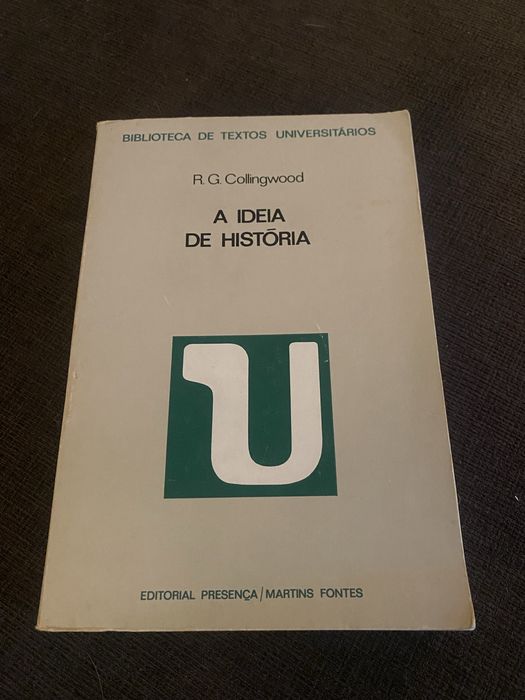 BIBLIOTECA DE TEXTOS UNIVERSITÁRIOS
R. G. Collingwood
A IDEIA
DE HISTÓRIA
U
EDITORIAL PRESENÇA/MARTINS FONTES